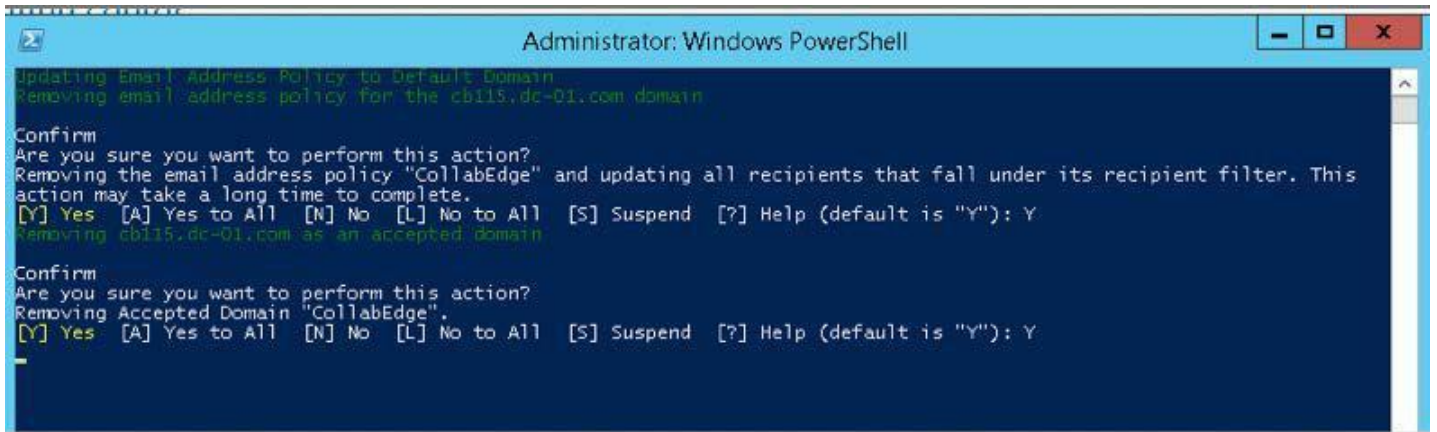 Administrator: Windows PowerShell
Updating Email Address Policy to Default Domain
Removing email address policy for the cb115.dc-01.com domain
Confirm
Are you sure you want to perform this action?
Removing the email address policy "CollabEdge" and updating all recipients that fall under its recipient filter. This
action may take a long time to complete.
[Y] Yes [A] Yes to All [N] No [L] No to All [S] Suspend [?] Help (default is "Y"): Y
Removing cb115.dc-01.com as an accepted domain
Confirm
Are you sure you want to perform this action?
Removing Accepted Domain "CollabEdge".
[Y] Yes [A] Yes to All [N] No [L] No to All [S] Suspend [?] Help (default is "Y"): Y